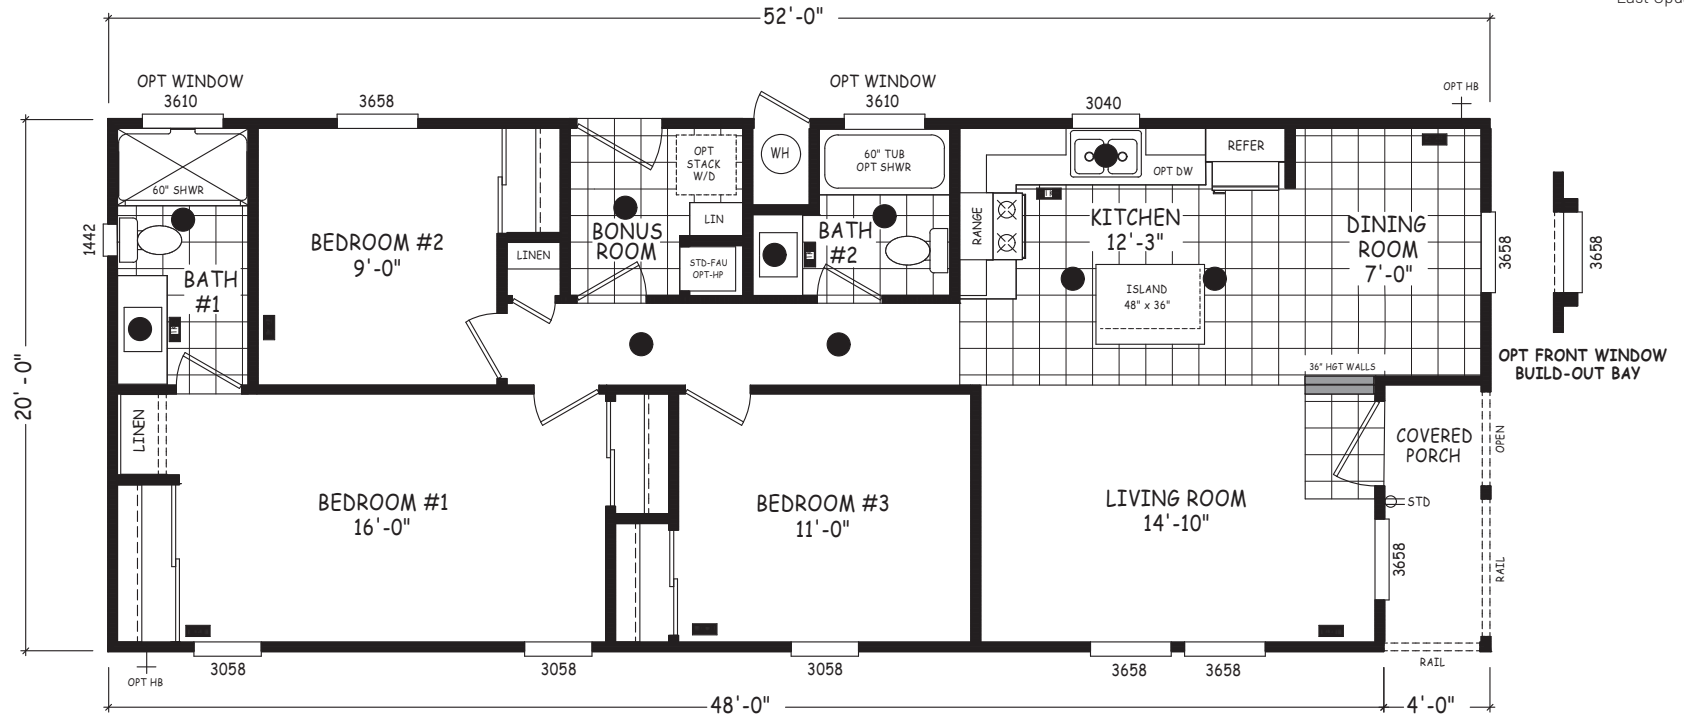 52'-0"
OPT WINDOW
3610
3658
OPT WINDOW
3610
3040
OPT HB
60" SHWR
1442
BATH
#1
BEDROOM #2
9'-0"
LINEN
OPT
STACK
W/D
LIN
BONUS
ROOM
STD-FAU
OPT-HP
WH
60" TUB
OPT SHWR
BATH
#2
RANGE
OPT DW
REFER
KITCHEN
12'-3"
ISLAND
48" x 36"
DINING
ROOM
7'-0"
3658
3658
OPT FRONT WINDOW
BUILD-OUT BAY
20'-0"
36" HGT WALLS
LINEN
BEDROOM #1
16'-0"
BEDROOM #3
11'-0"
LIVING ROOM
14'-10"
COVERED
PORCH
OPEN
STD
3658
RAIL
RAIL
OPT HB
3058
3058
3058
3658
3658
48'-0"
4'-0"